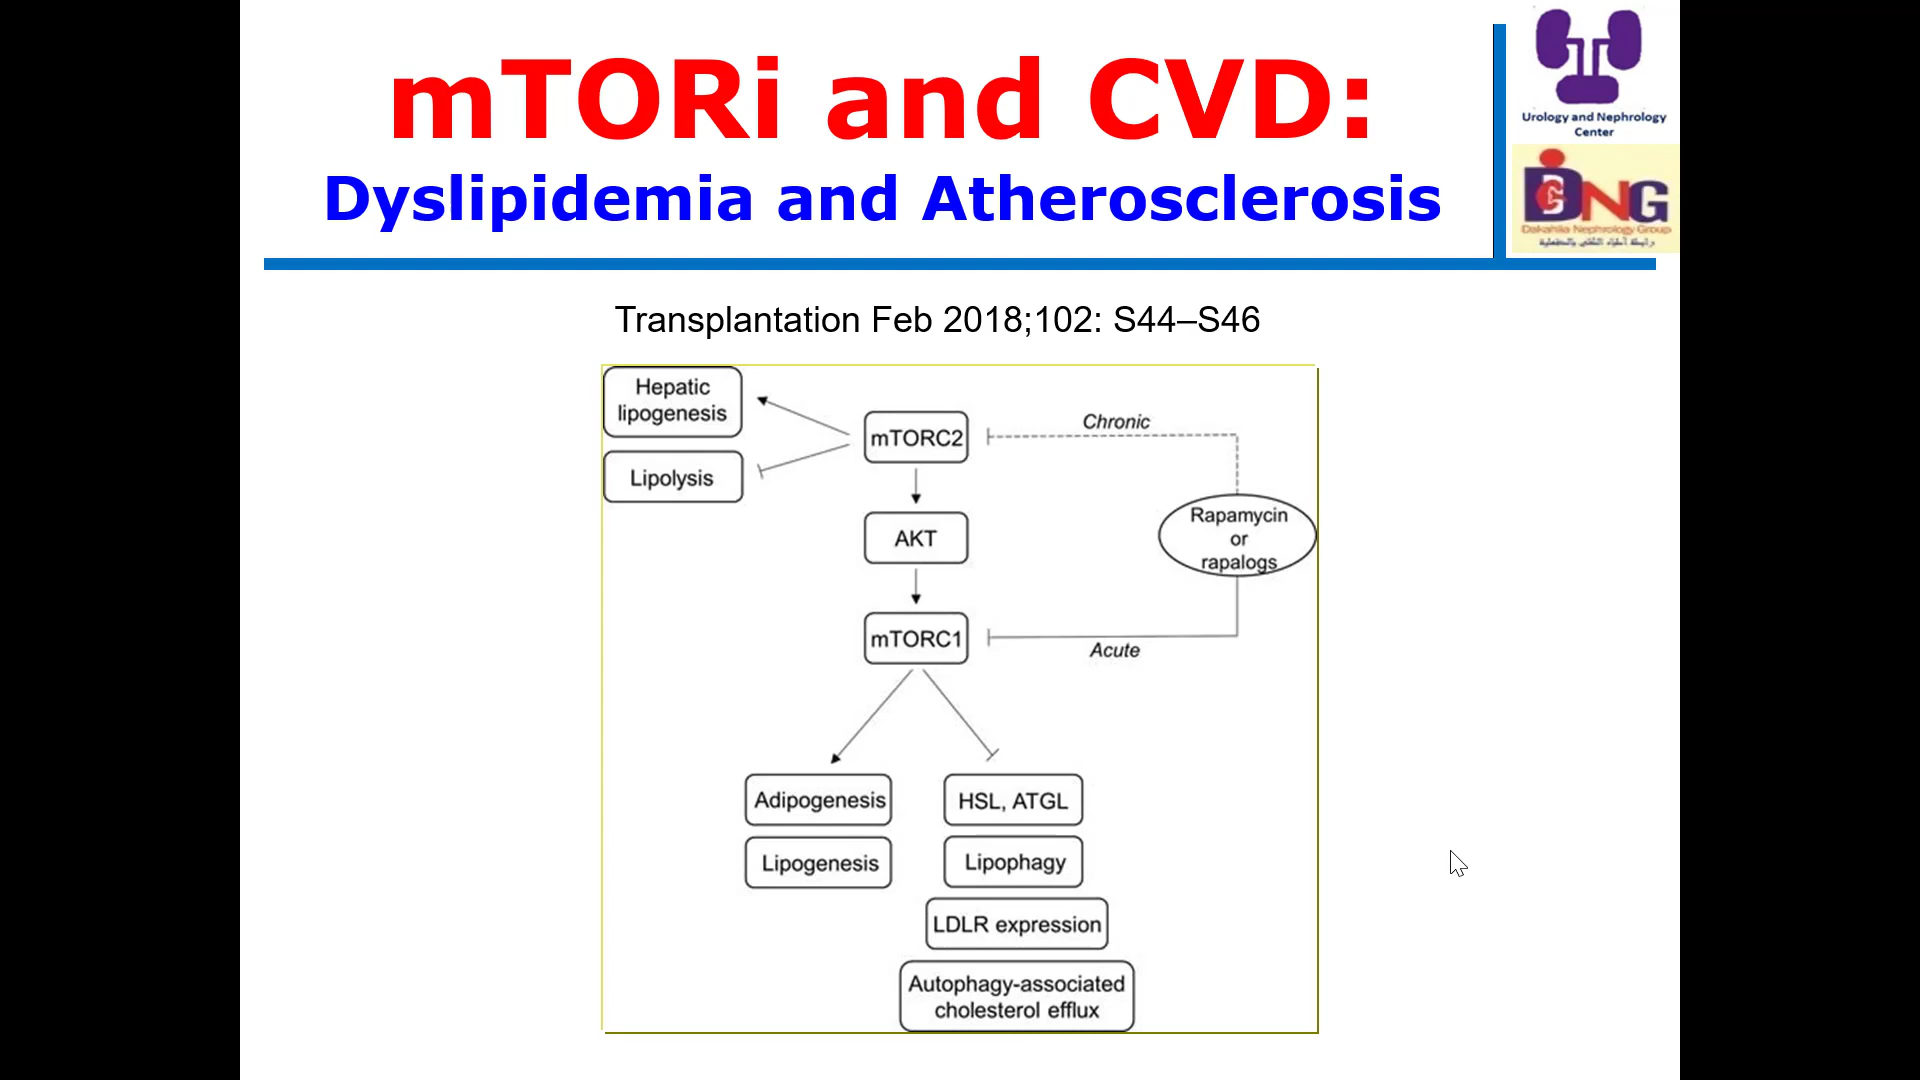 mTORi and CVD:
Dyslipidemia and Atherosclerosis
Urology and Nephrology
Center
DNG
Dakahlia Nephrology Group
Transplantation Feb 2018;102: S44–S46
Hepatic
lipogenesis
Lipolysis
mTORC2
Chronic
AKT
Rapamycin
or
rapalogs
mTORC1
Acute
Adipogenesis
HSL, ATGL
Lipogenesis
Lipophagy
LDLR expression
Autophagy-associated
cholesterol efflux